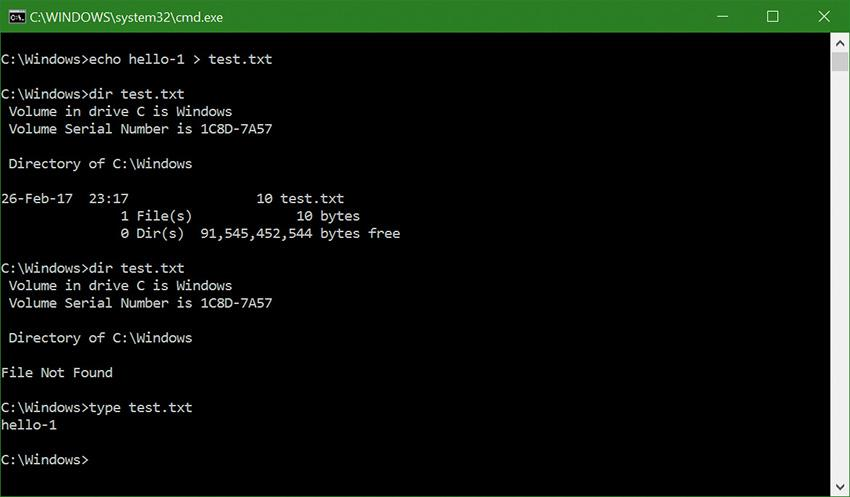 C:\WINDOWS\system32\cmd.exe
C:\Windows>echo hello-1 > test.txt
C:\Windows>dir test.txt
 Volume in drive C is Windows
 Volume Serial Number is 1C8D-7A57
 Directory of C:\Windows
26-Feb-17  23:17                10 test.txt
               1 File(s)             10 bytes
               0 Dir(s)  91,545,452,544 bytes free
C:\Windows>dir test.txt
 Volume in drive C is Windows
 Volume Serial Number is 1C8D-7A57
 Directory of C:\Windows
File Not Found
C:\Windows>type test.txt
hello-1
C:\Windows>